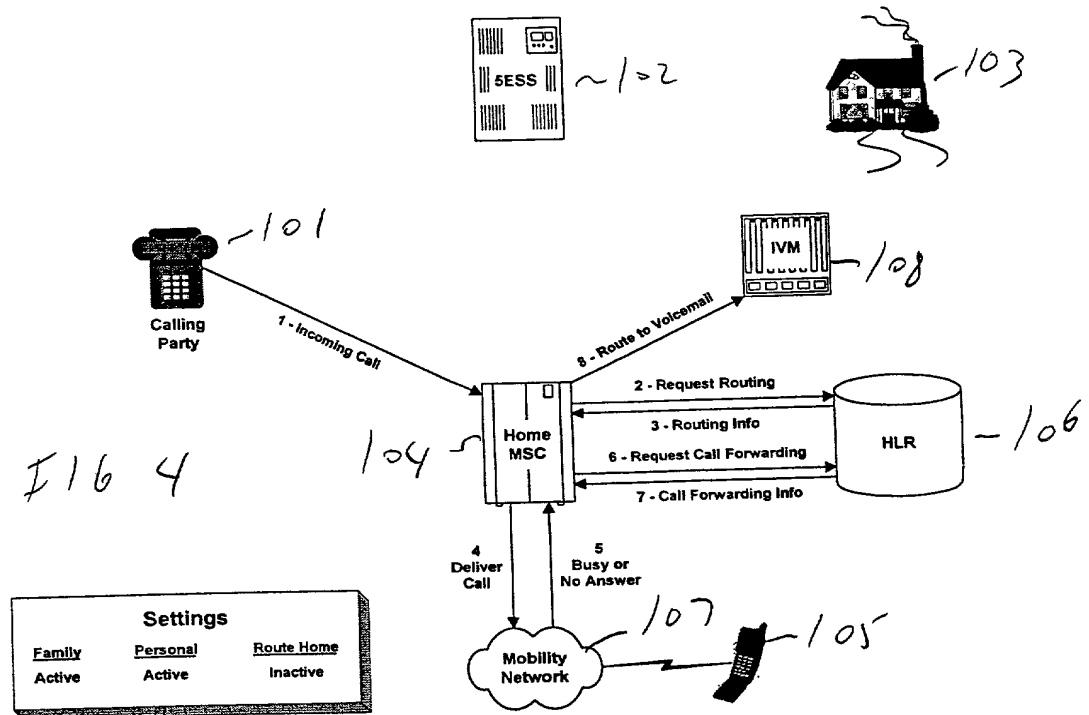 5ESS
102
103
101
IVM
108
Calling
Party
1 - Incoming Call
8 - Route to Voicemail
2 - Request Routing
3 - Routing Info
Home
MSC
104
HLR
106
6 - Request Call Forwarding
7 - Call Forwarding Info
FIG 4
4
Deliver
Call
5
Busy or
No Answer
107
105
Mobility
Network
Settings
Family Personal Route Home
Active Active Inactive